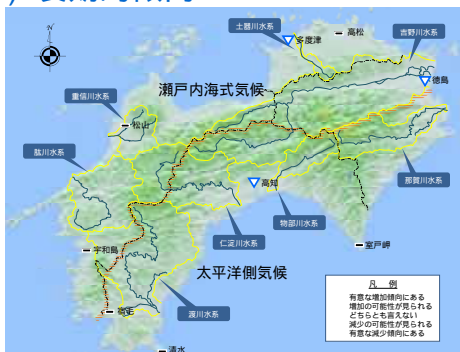 土器川水系
高松
吉野川水系
多度津
徳島
瀬戸内海式気候
重信川水系
松山
肱川水系
高知
那賀川水系
物部川水系
仁淀川水系
宇和島
室戸岬
太平洋側気候
渡川水系
宿毛
清水
凡 例
有意な増加傾向にある
増加の可能性が見られる
どちらとも言えない
減少の可能性が見られる
有意な減少傾向にある